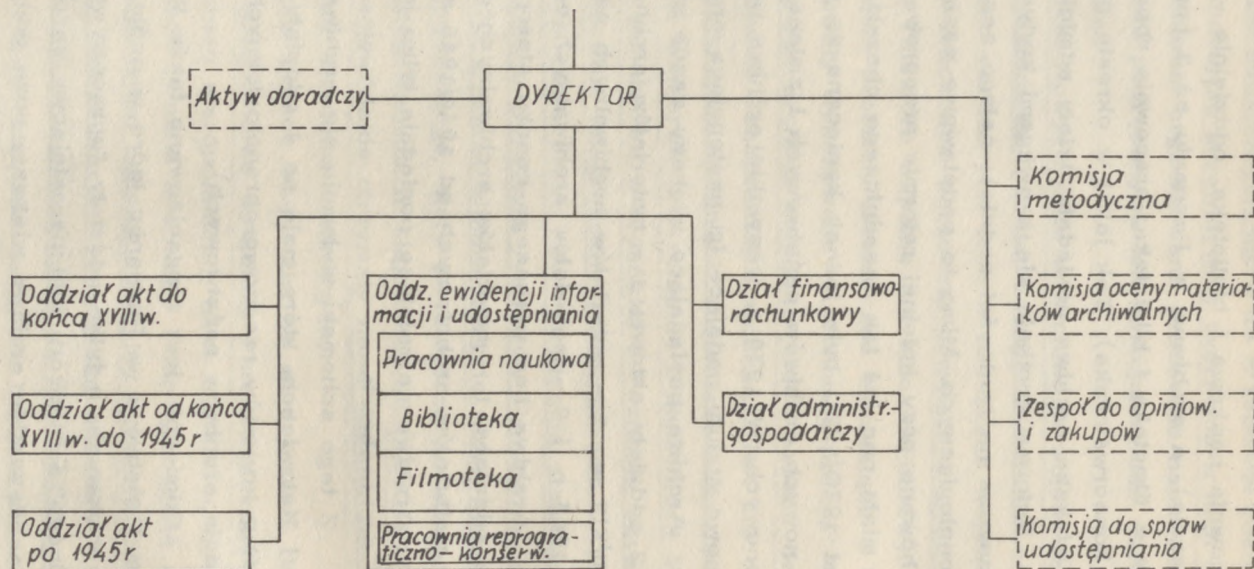 Aktyw doradczy
DYREKTOR
Komisja
metodyczna
Oddział akt do
końca XVIII w.
Oddz. ewidencji infor-
macji i udostępniania
Dział finansowo-
rachunkowy
Komisja oceny materia-
łów archiwalnych
Pracownia naukowa
Oddział akt od końca
XVIII w. do 1945 r
Biblioteka
Dział administr.-
gospodarczy
Zespół do opiniow.
i zakupów
Filmoteka
Oddział akt
po 1945 r
Pracownia reprogra-
ficzno-konserw.
Komisja do spraw
udostępniania